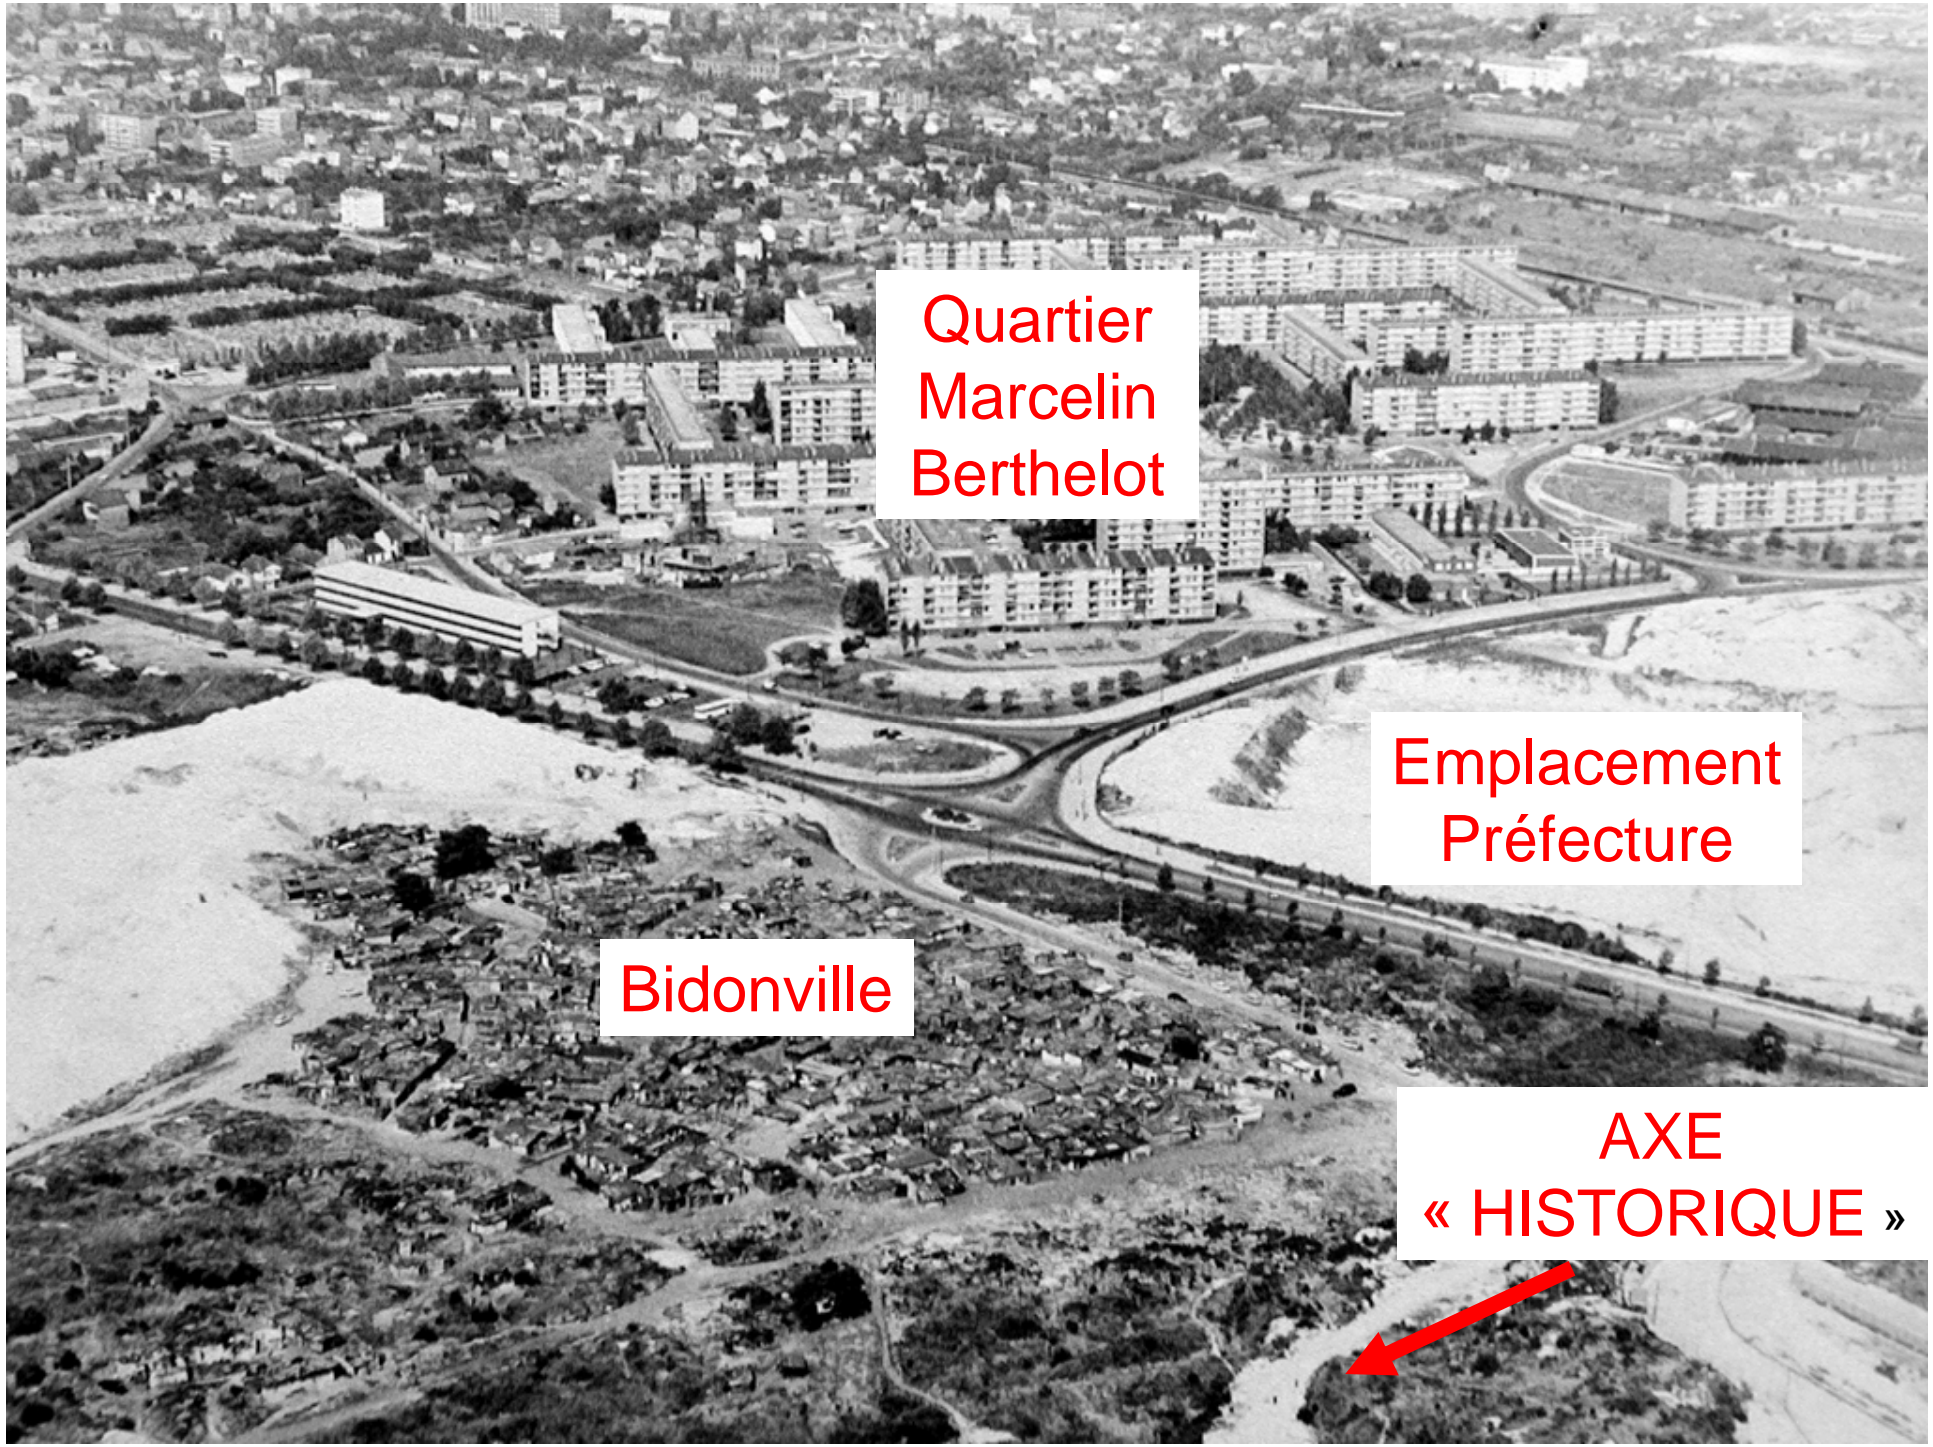 Quartier
Marcelin
Berthelot
Emplacement
Préfecture
Bidonville
AXE
« HISTORIQUE »